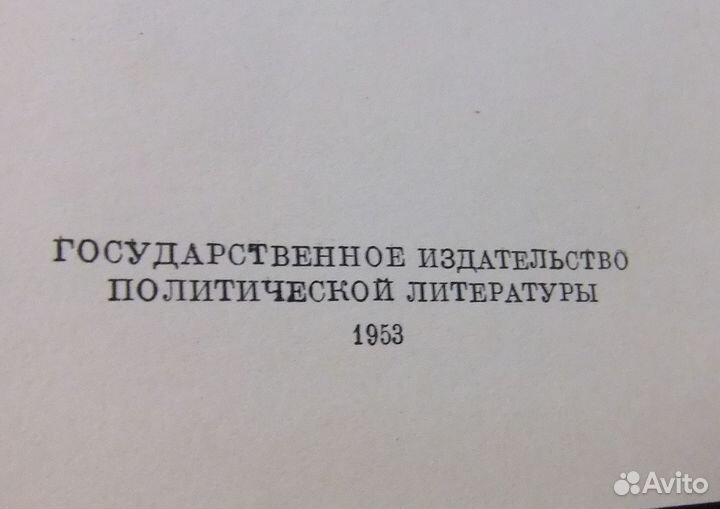 ГОСУДАРСТВЕННОЕ ИЗДАТЕЛЬСТВО
ПОЛИТИЧЕСКОЙ ЛИТЕРАТУРЫ
1953
Avito